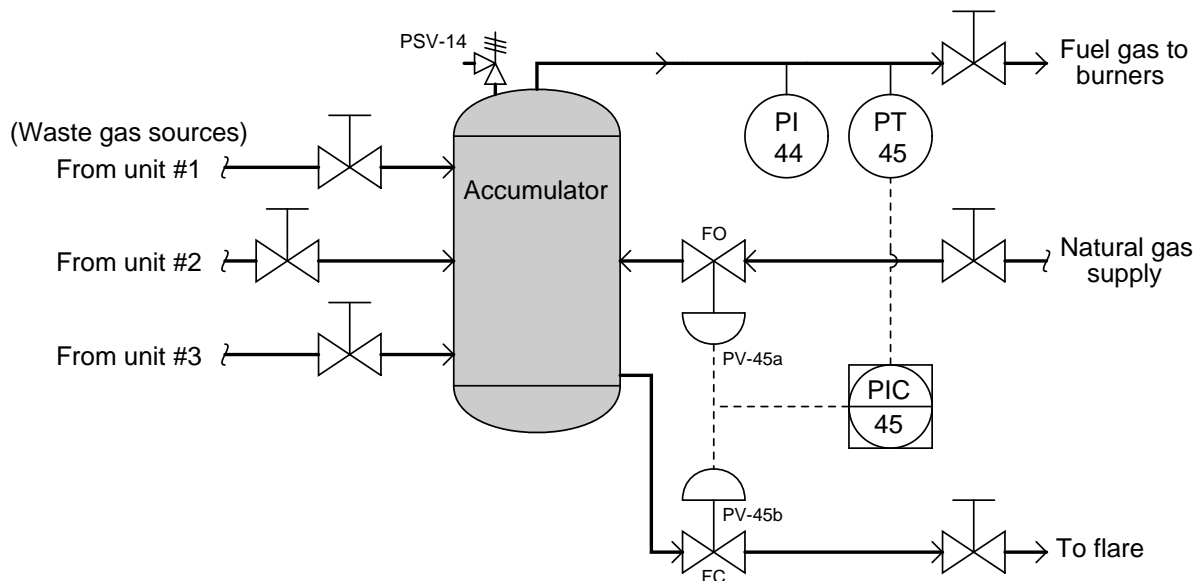 PSV-14
Fuel gas to
burners
PI
44
PT
45
(Waste gas sources)
From unit #1
Accumulator
FO
From unit #2
Natural gas
supply
From unit #3
PV-45a
PIC
45
PV-45b
To flare
FC